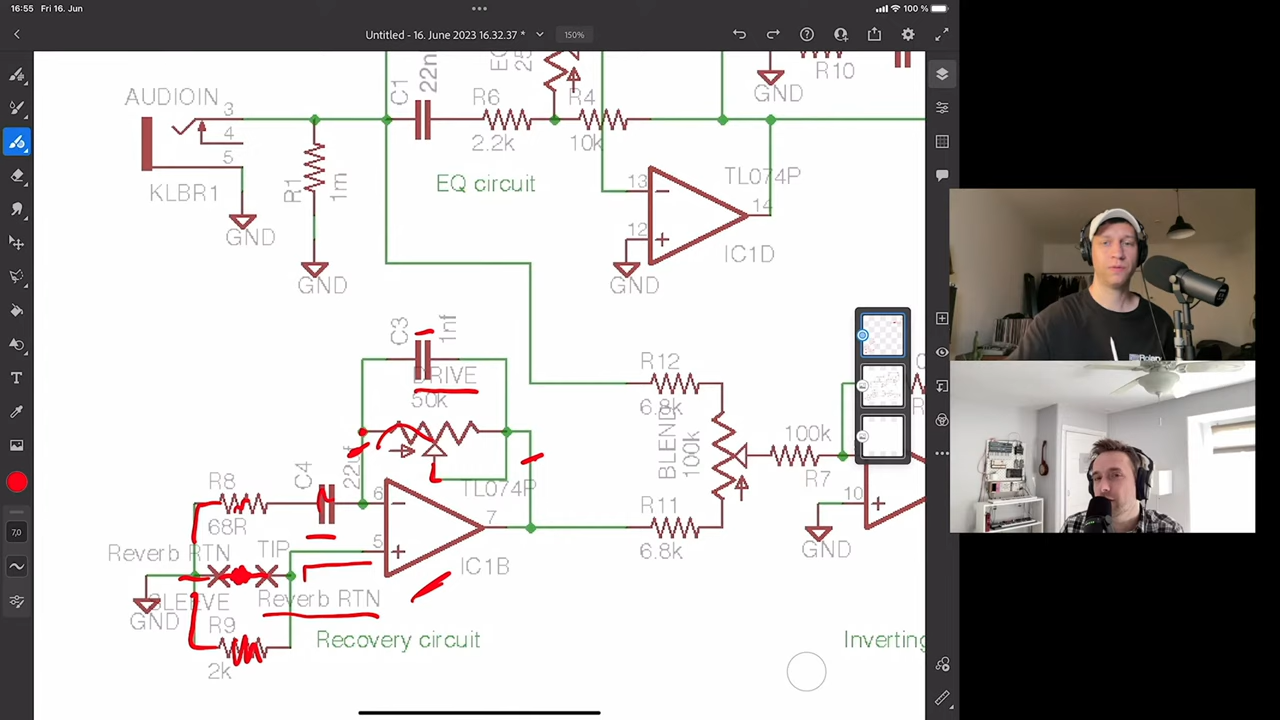 16:55 Fri 16. Jun
100 %
Untitled - 16. June 2023 16.32.37 *
150%
R10
GND
AUDIOIN
3
4
5
KLBR1
GND
R1
1m
GND
C1
22n
R6
2.2k
R4
10k
EQ circuit
13
12
14
TL074P
IC1D
GND
C3
1nf
DRIVE
50k
R12
6.8k
BLEND
100k
100k
R7
10
GND
R8
68R
C4
6
5
7
TL074P
IC1B
R11
6.8k
Reverb RTN
TIP
SLEEVE
GND
Reverb RTN
R9
2k
Recovery circuit
Inverting
7,0
Roland